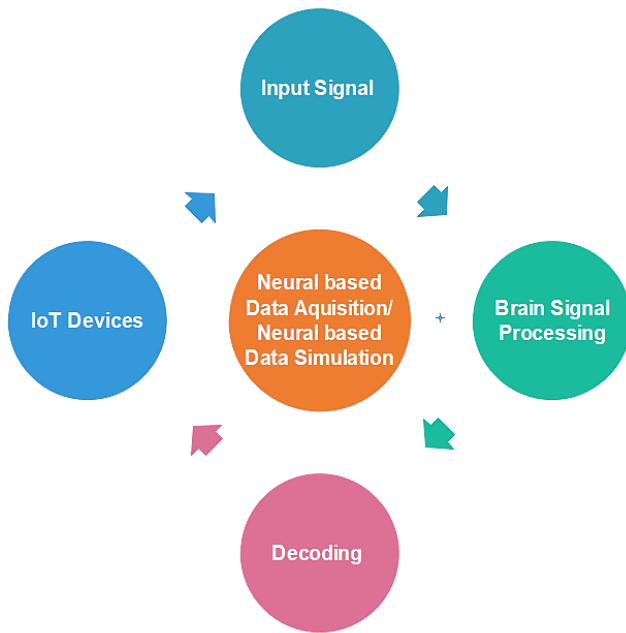 Input Signal
IoT Devices
Neural based
Data Aquisition/
Neural based
Data Simulation
Brain Signal
Processing
Decoding